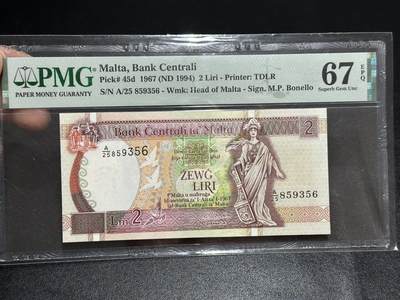 PMG
PAPER MONEY GUARANTY
Malta, Bank Centrali
Pick# 45d 1967 (ND 1994) 2 Liri - Printer: TDLR
S/N A/25 859356 - Wmk: Head of Malta - Sign. M.P. Bonello
67 EPQ
Superb Gem Unc
Bank Ċentrali ta' Malta
2
A/25 859356
ŻEWĠ
LIRI
A/25 859356
Lm 2